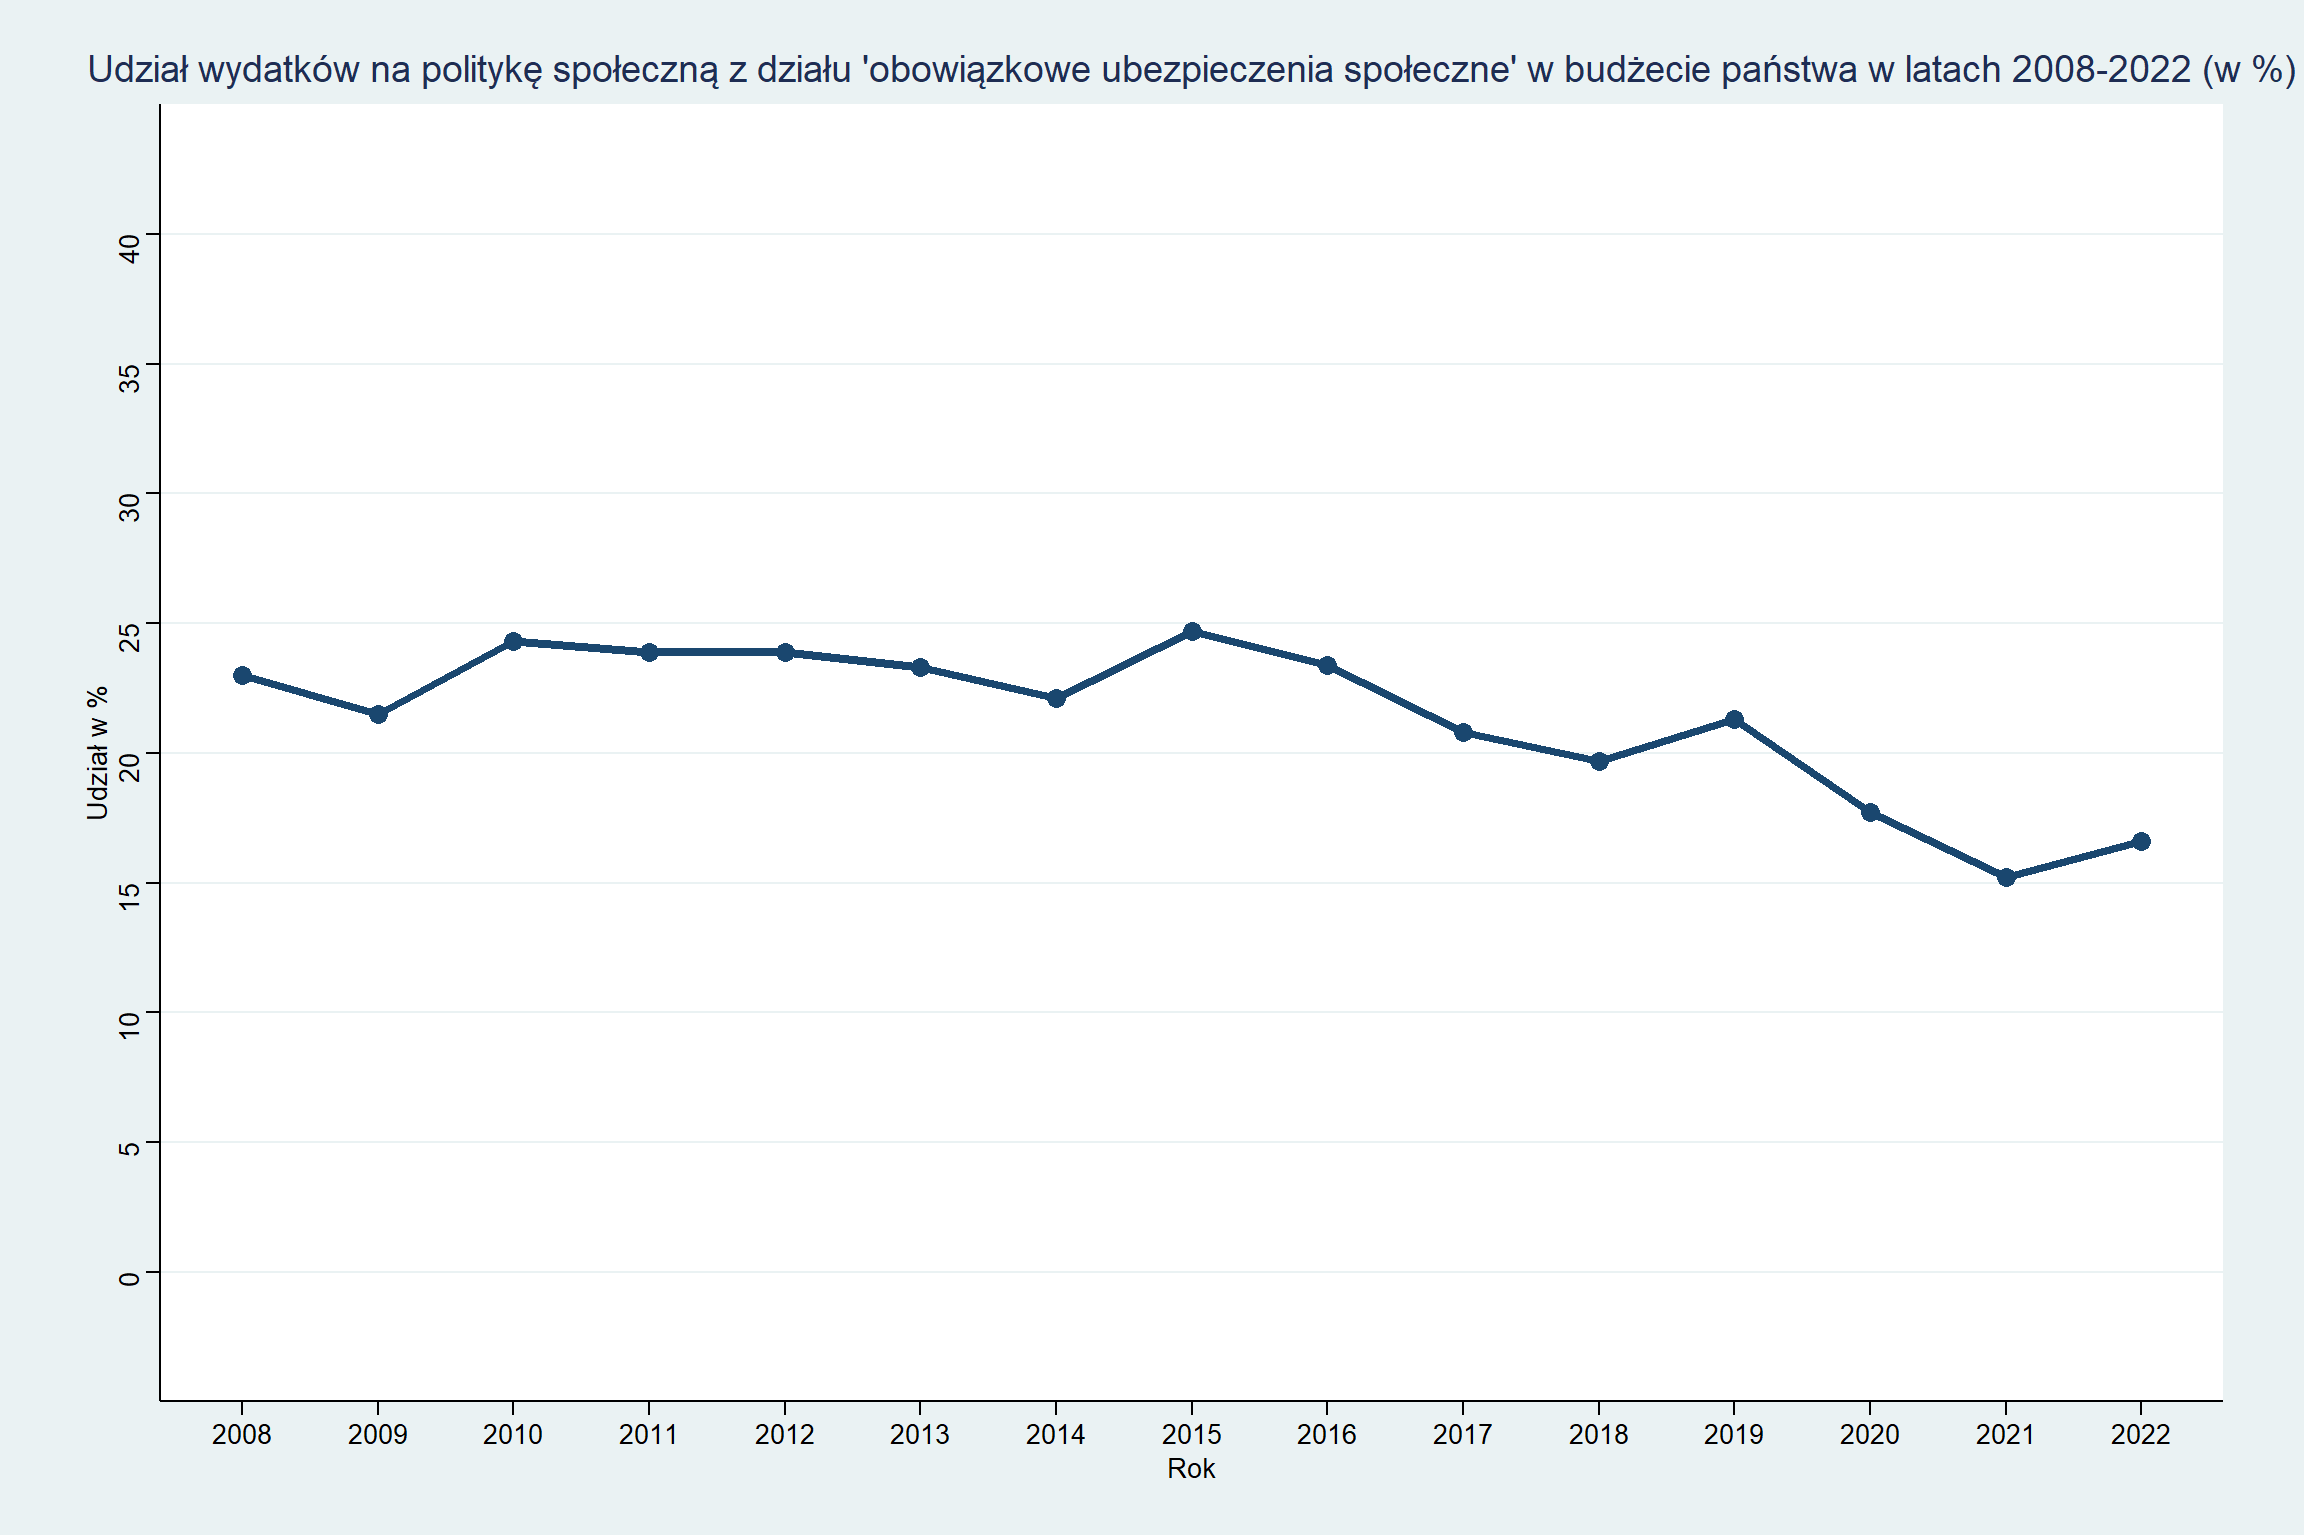 Udział wydatków na politykę społeczną z działu 'obowiązkowe ubezpieczenia społeczne' w budżecie państwa w latach 2008-2022 (w %)
Udział w %
40
35
30
25
20
15
10
5
0
2008 2009 2010 2011 2012 2013 2014 2015 2016 2017 2018 2019 2020 2021 2022
Rok